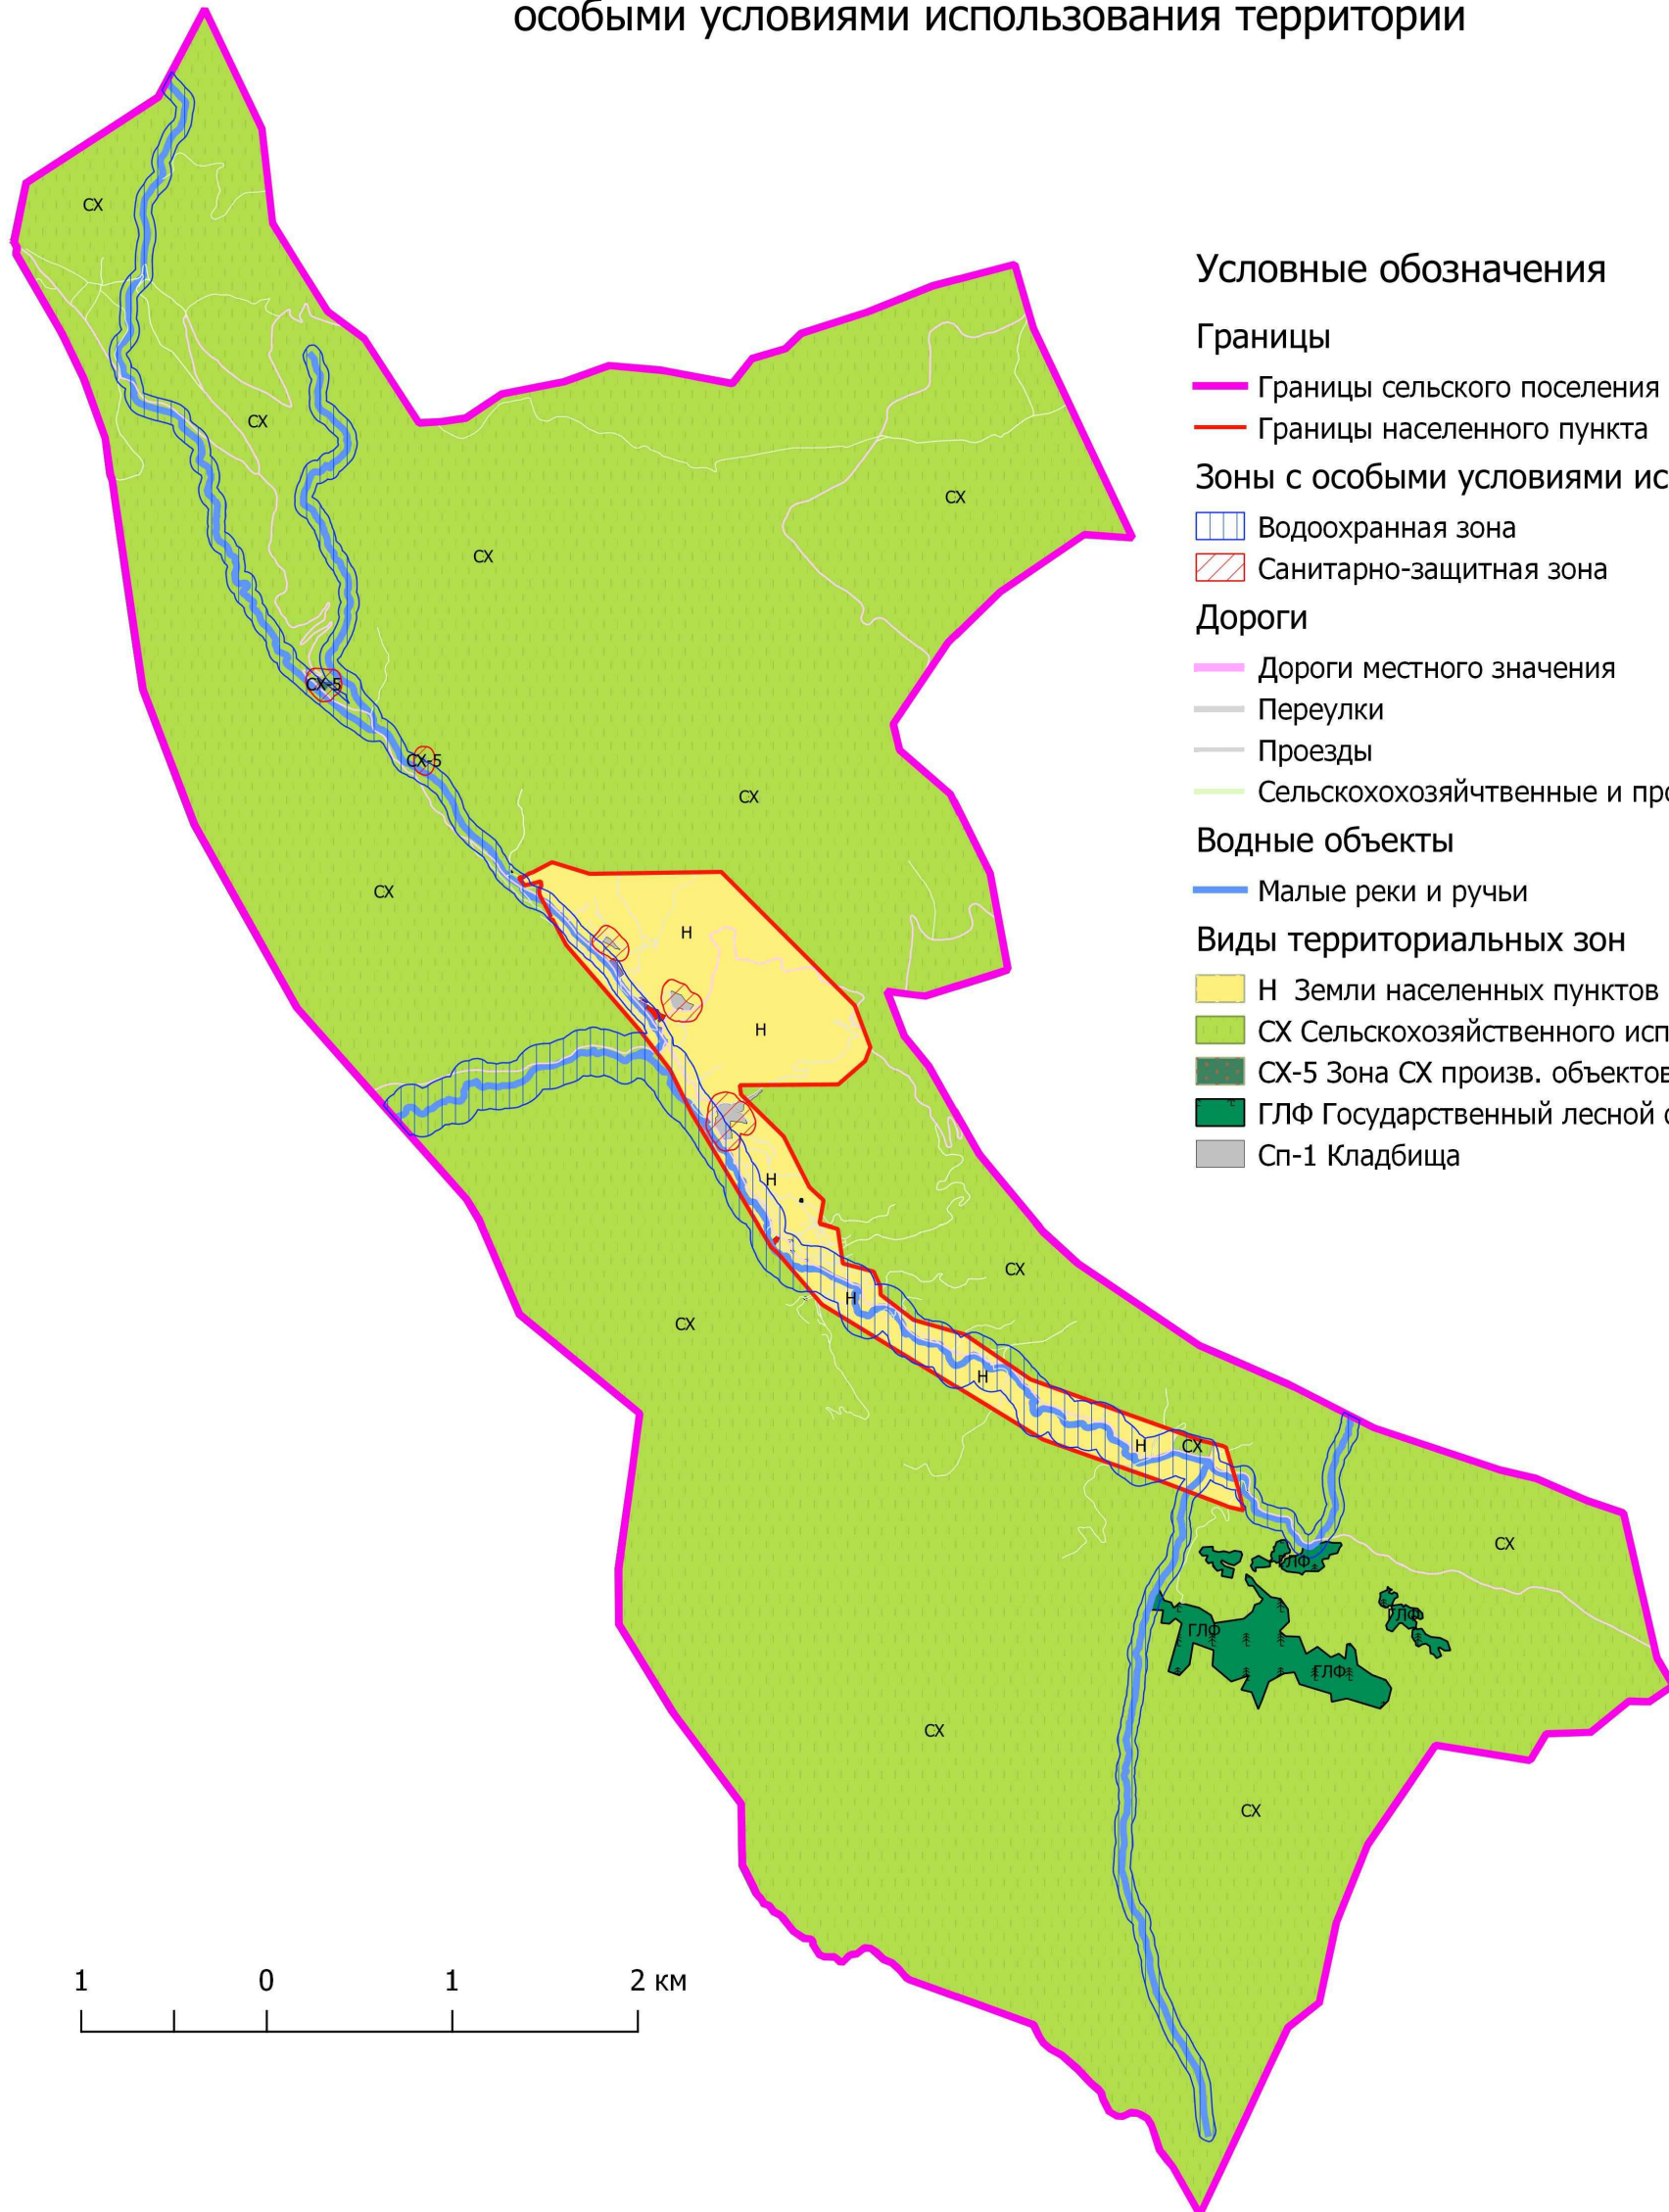 особыми условиями использования территории
СХ
СХ
СХ
СХ
СХ-5
СХ-5
СХ
СХ
Н
Н
Н
СХ
Н
СХ
Н
Н
СХ
СХ
ГЛФ
ГЛФ
ГЛФ
ГЛФ
СХ
СХ
Условные обозначения
Границы
Границы сельского поселения
Границы населенного пункта
Зоны с особыми условиями ис
Водоохранная зона
Санитарно-защитная зона
Дороги
Дороги местного значения
Переулки
Проезды
Сельскохохозяйчтвенные и про
Водные объекты
Малые реки и ручьи
Виды территориальных зон
Н Земли населенных пунктов
СХ Сельскохозяйственного исп
СХ-5 Зона СХ произв. объектов
ГЛФ Государственный лесной
Сп-1 Кладбища
1 0 1 2 км